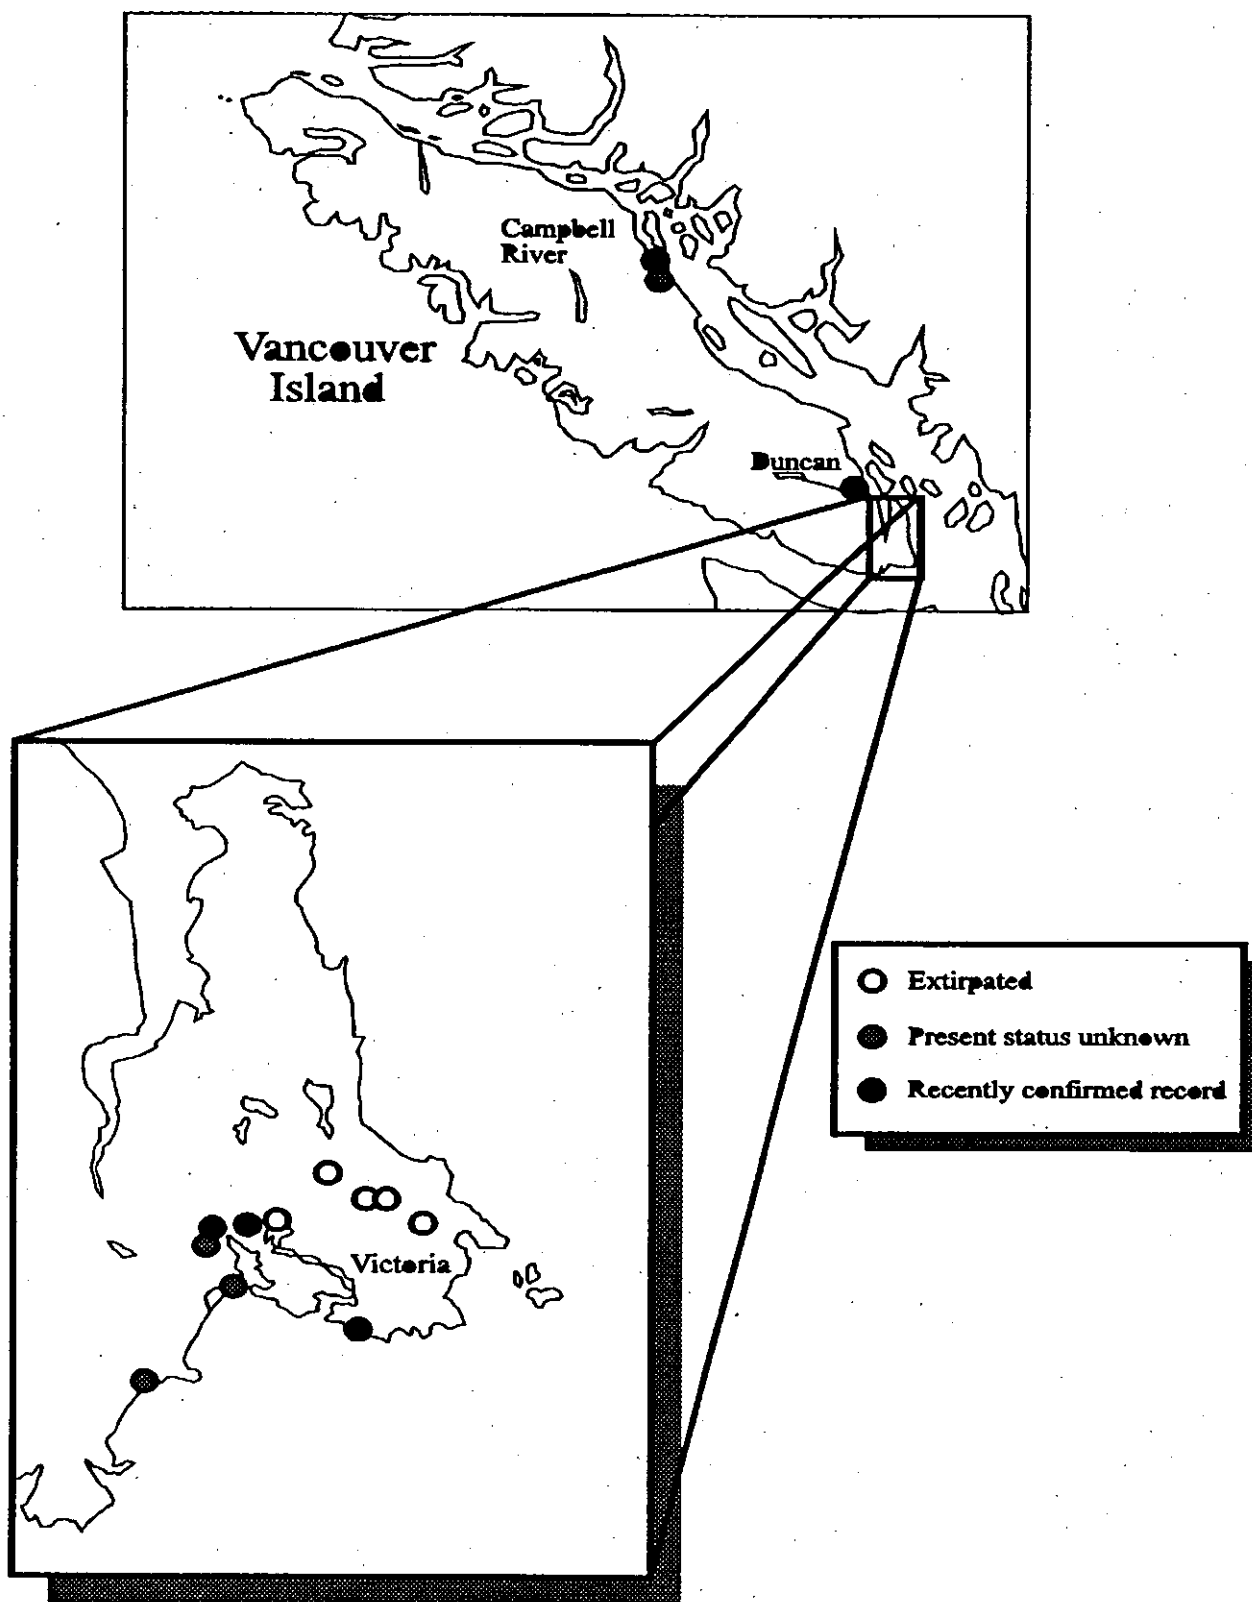 Campbell
River
Vancouver
Island
Duncan
Extirpated
Present status unknown
Recently confirmed record
Victoria